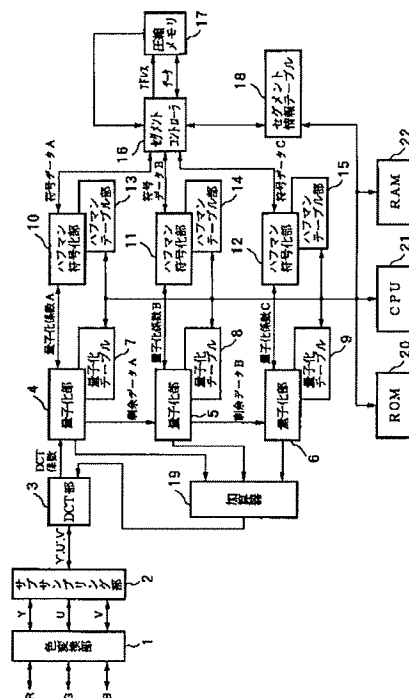 R
G
B
色変換部
1
Y
U
V
サブサンプリング部
2
Y',U',V'
3
DCT部
DCT
係数
4
量子化部
量子化テーブル
7
剰余データA
5
量子化部
量子化テーブル
8
剰余データB
6
量子化部
量子化テーブル
9
19
加算器
量子化係数A
量子化係数B
量子化係数C
10
ハフマン
符号化部
ハフマン
テーブル部
13
11
ハフマン
符号化部
ハフマン
テーブル部
14
12
ハフマン
符号化部
ハフマン
テーブル部
15
符号データA
符号
データB
符号データC
16
セグメント
コントローラ
アドレス
データ
圧縮
メモリ
17
18
セグメント
情報テーブル
ROM
20
CPU
21
RAM
22